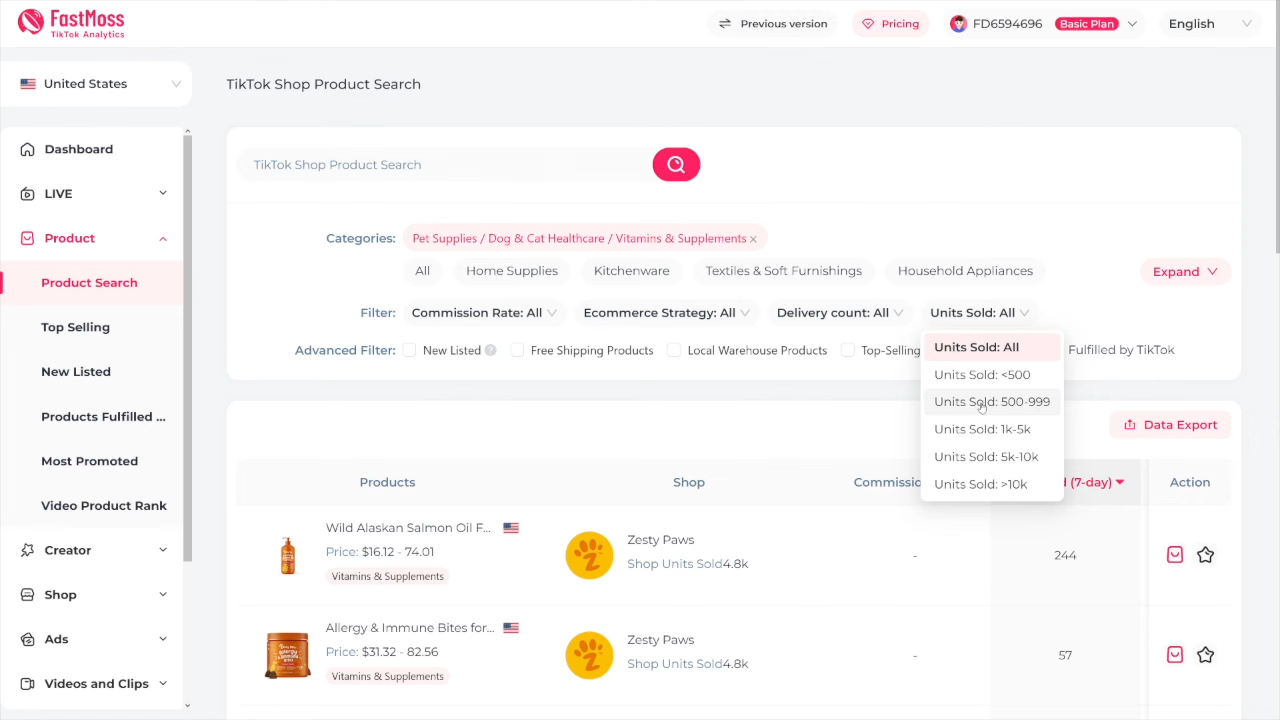 FastMoss
TikTok Analytics
Previous version
Pricing
FD6594696
Basic Plan
English
United States
TikTok Shop Product Search
Dashboard
LIVE
Product
Product Search
Top Selling
New Listed
Products Fulfilled ...
Most Promoted
Video Product Rank
Creator
Shop
Ads
Videos and Clips
TikTok Shop Product Search
Categories: Pet Supplies / Dog & Cat Healthcare / Vitamins & Supplements ×
All Home Supplies Kitchenware Textiles & Soft Furnishings Household Appliances Expand
Filter: Commission Rate: All Ecommerce Strategy: All Delivery count: All Units Sold: All
Advanced Filter: New Listed ? Free Shipping Products Local Warehouse Products Top-Selling Fulfilled by TikTok
Units Sold: All
Units Sold: <500
Units Sold: 500-999
Units Sold: 1k-5k
Units Sold: 5k-10k
Units Sold: >10k
Data Export
Products Shop Commissio (7-day) Action
Wild Alaskan Salmon Oil F...
Price: $16.12 - 74.01
Vitamins & Supplements
Zesty Paws
Shop Units Sold4.8k
-
244
Allergy & Immune Bites for...
Price: $31.32 - 82.56
Vitamins & Supplements
Zesty Paws
Shop Units Sold4.8k
-
57